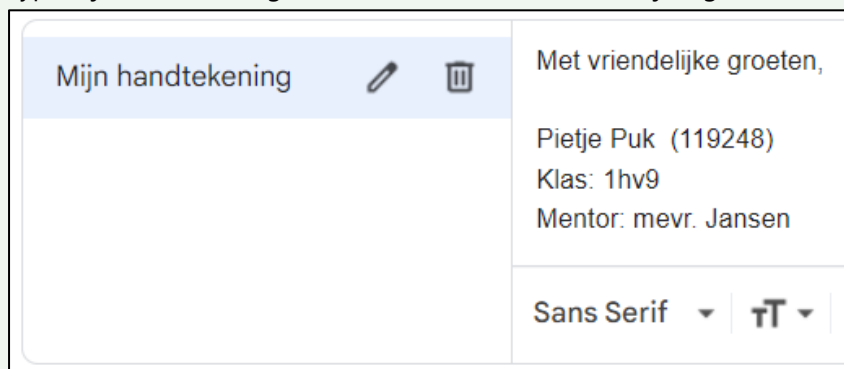 Mijn handtekening
Met vriendelijke groeten,
Pietje Puk (119248)
Klas: 1hv9
Mentor: mevr. Jansen
Sans Serif